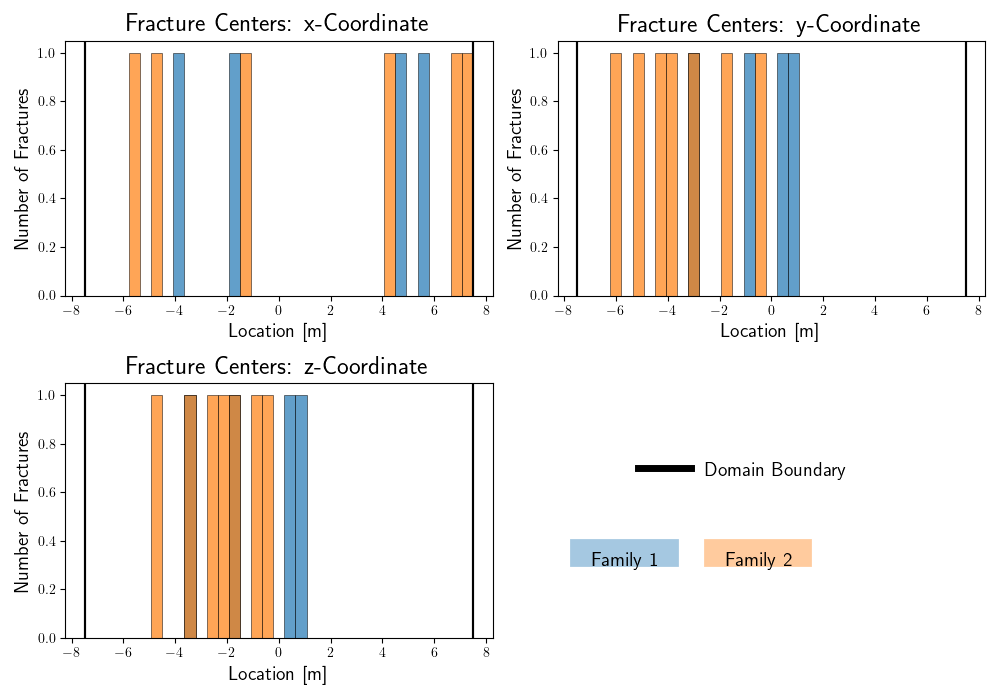 Fracture Centers: x-Coordinate
Number of Fractures
1.0
0.8
0.6
0.4
0.2
0.0
−8 −6 −4 −2 0 2 4 6 8
Location [m]
Fracture Centers: y-Coordinate
Number of Fractures
1.0
0.8
0.6
0.4
0.2
0.0
−8 −6 −4 −2 0 2 4 6 8
Location [m]
Fracture Centers: z-Coordinate
Number of Fractures
1.0
0.8
0.6
0.4
0.2
0.0
−8 −6 −4 −2 0 2 4 6 8
Location [m]
Domain Boundary
Family 1 Family 2